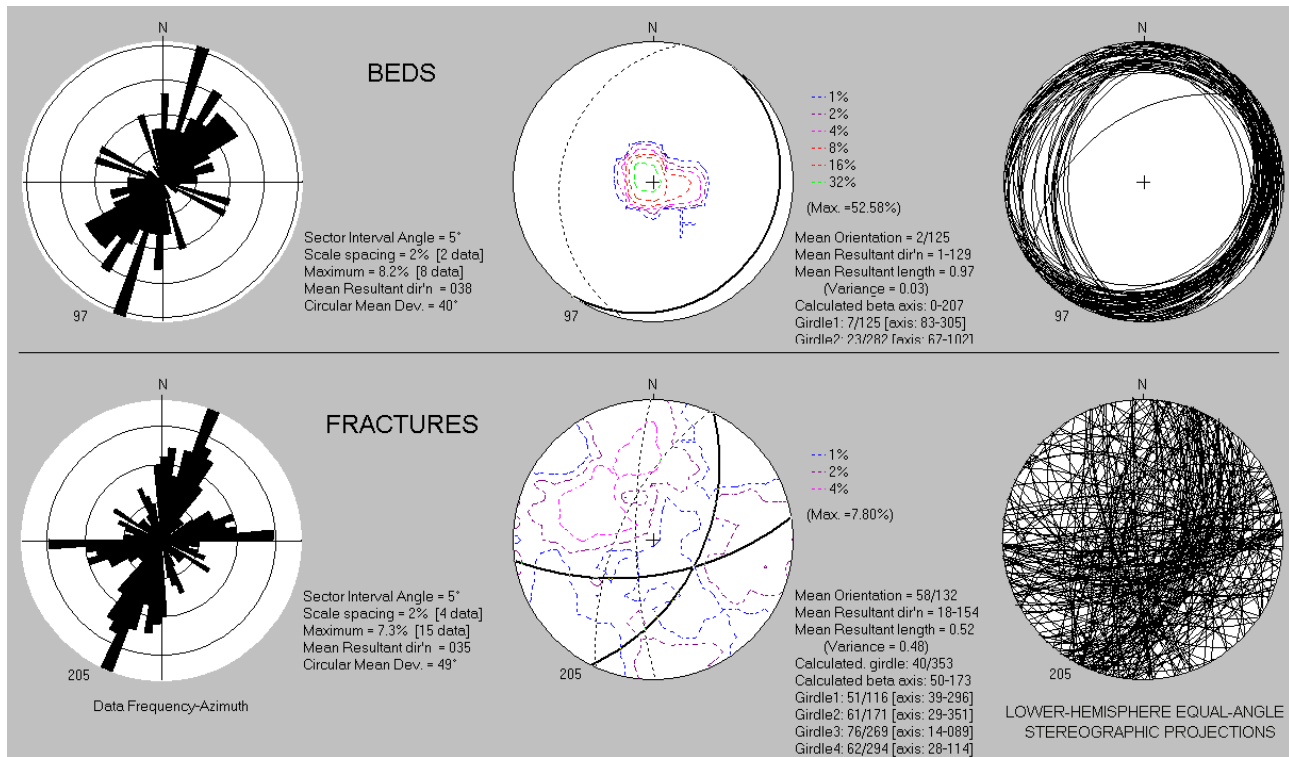 N
BEDS
Sector Interval Angle = 5°
Scale spacing = 2% [2 data]
Maximum = 8.2% [8 data]
Mean Resultant dir'n = 038
Circular Mean Dev. = 40°
97
N
1%
2%
4%
8%
16%
32%
(Max. =52.58%)
Mean Orientation = 2/125
Mean Resultant dir'n = 1-129
Mean Resultant length = 0.97
(Variance = 0.03)
Calculated beta axis: 0-207
Girdle1: 7/125 [axis: 83-305]
Girdle2: 23/282 [axis: 67-102]
97
N
97
N
FRACTURES
Sector Interval Angle = 5°
Scale spacing = 2% [4 data]
Maximum = 7.3% [15 data]
Mean Resultant dir'n = 035
Circular Mean Dev. = 49°
205
Data Frequency-Azimuth
N
1%
2%
4%
(Max. =7.80%)
Mean Orientation = 58/132
Mean Resultant dir'n = 18-154
Mean Resultant length = 0.52
(Variance = 0.48)
Calculated. girdle: 40/353
Calculated beta axis: 50-173
Girdle1: 51/116 [axis: 39-296]
Girdle2: 61/171 [axis: 29-351]
Girdle3: 76/269 [axis: 14-089]
Girdle4: 62/294 [axis: 28-114]
205
N
205
LOWER-HEMISPHERE EQUAL-ANGLE
STEREOGRAPHIC PROJECTIONS